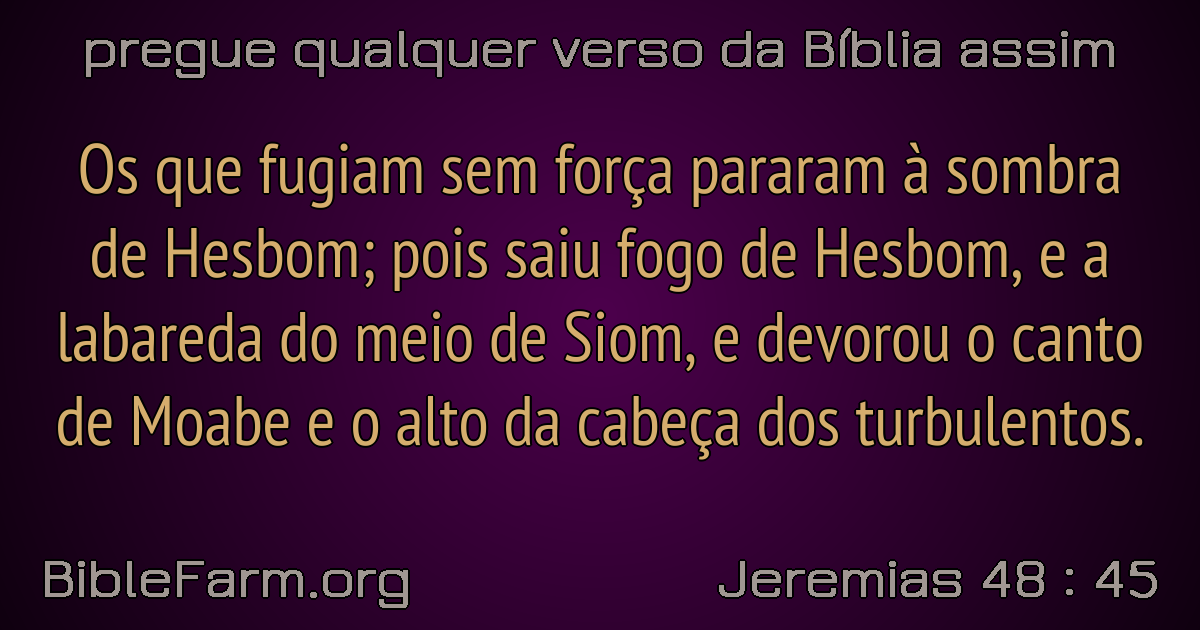 pregue qualquer verso da Bíblia assim
Os que fugiam sem força pararam à sombra
de Hesbom; pois saiu fogo de Hesbom, e a
labareda do meio de Siom, e devorou o canto
de Moabe e o alto da cabeça dos turbulentos.
BibleFarm.org
Jeremias 48 : 45